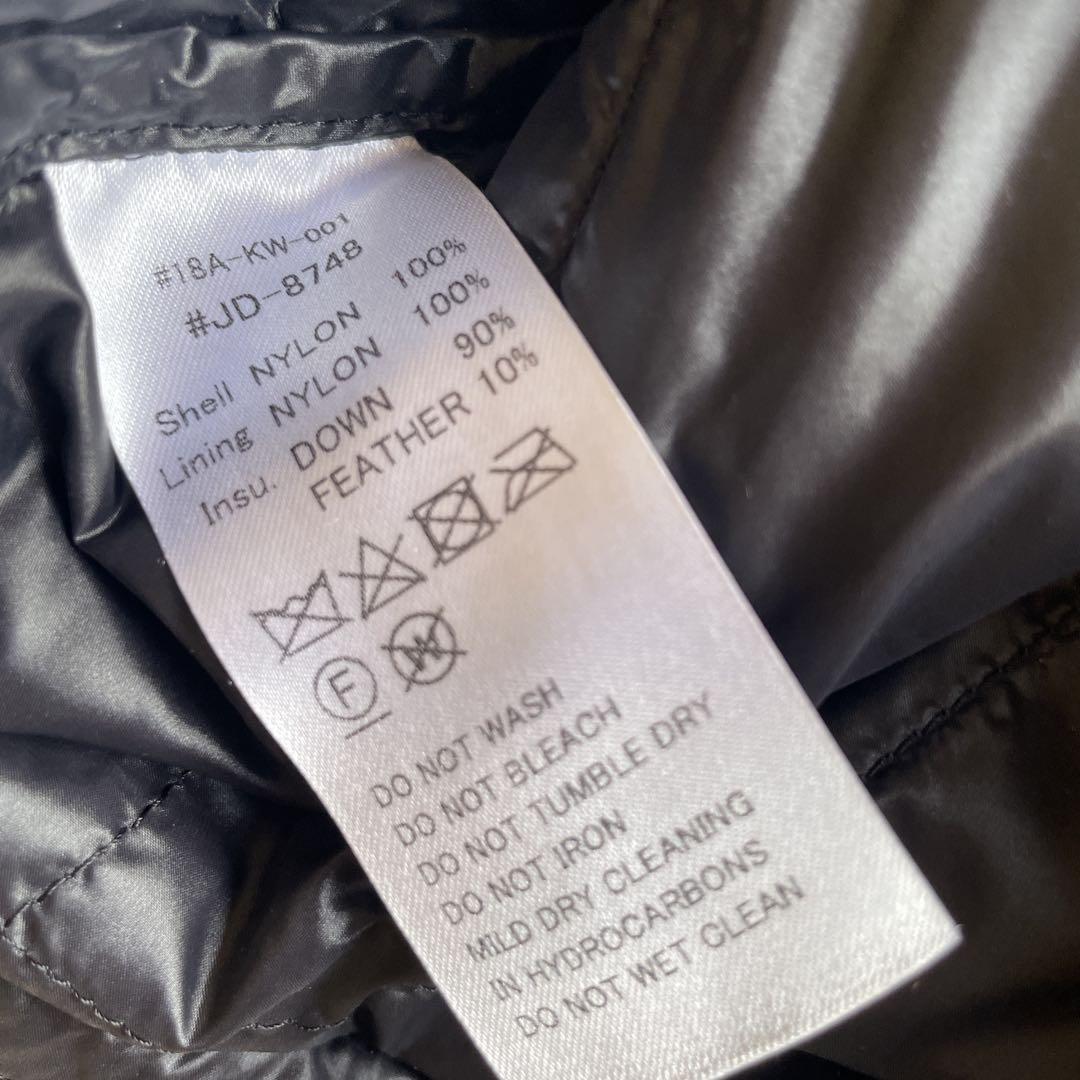 #18A-KW-001
#JD-8748
Shell NYLON 100%
Lining NYLON 100%
Insu. DOWN 90%
FEATHER 10%
F W
DO NOT WASH
DO NOT BLEACH
DO NOT TUMBLE DRY
DO NOT IRON
MILD DRY CLEANING
IN HYDROCARBONS
DO NOT WET CLEAN